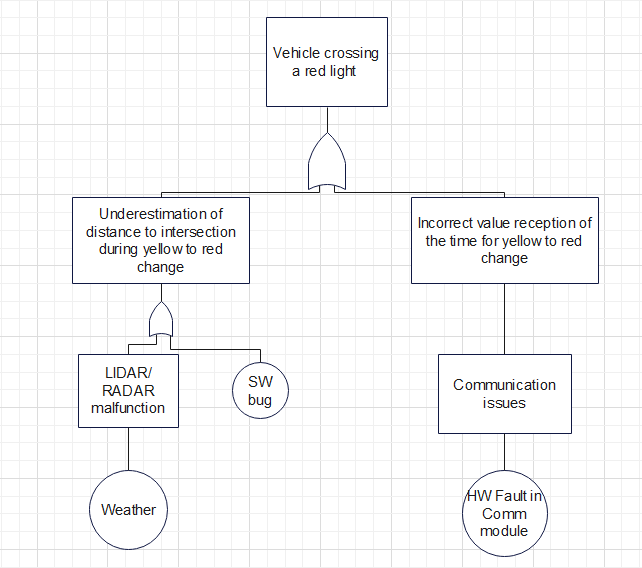 Vehicle crossing
a red light
Underestimation of
distance to intersection
during yellow to red
change
Incorrect value reception of
the time for yellow to red
change
LIDAR/
RADAR
malfunction
SW
bug
Communication
issues
Weather
HW Fault in
Comm
module